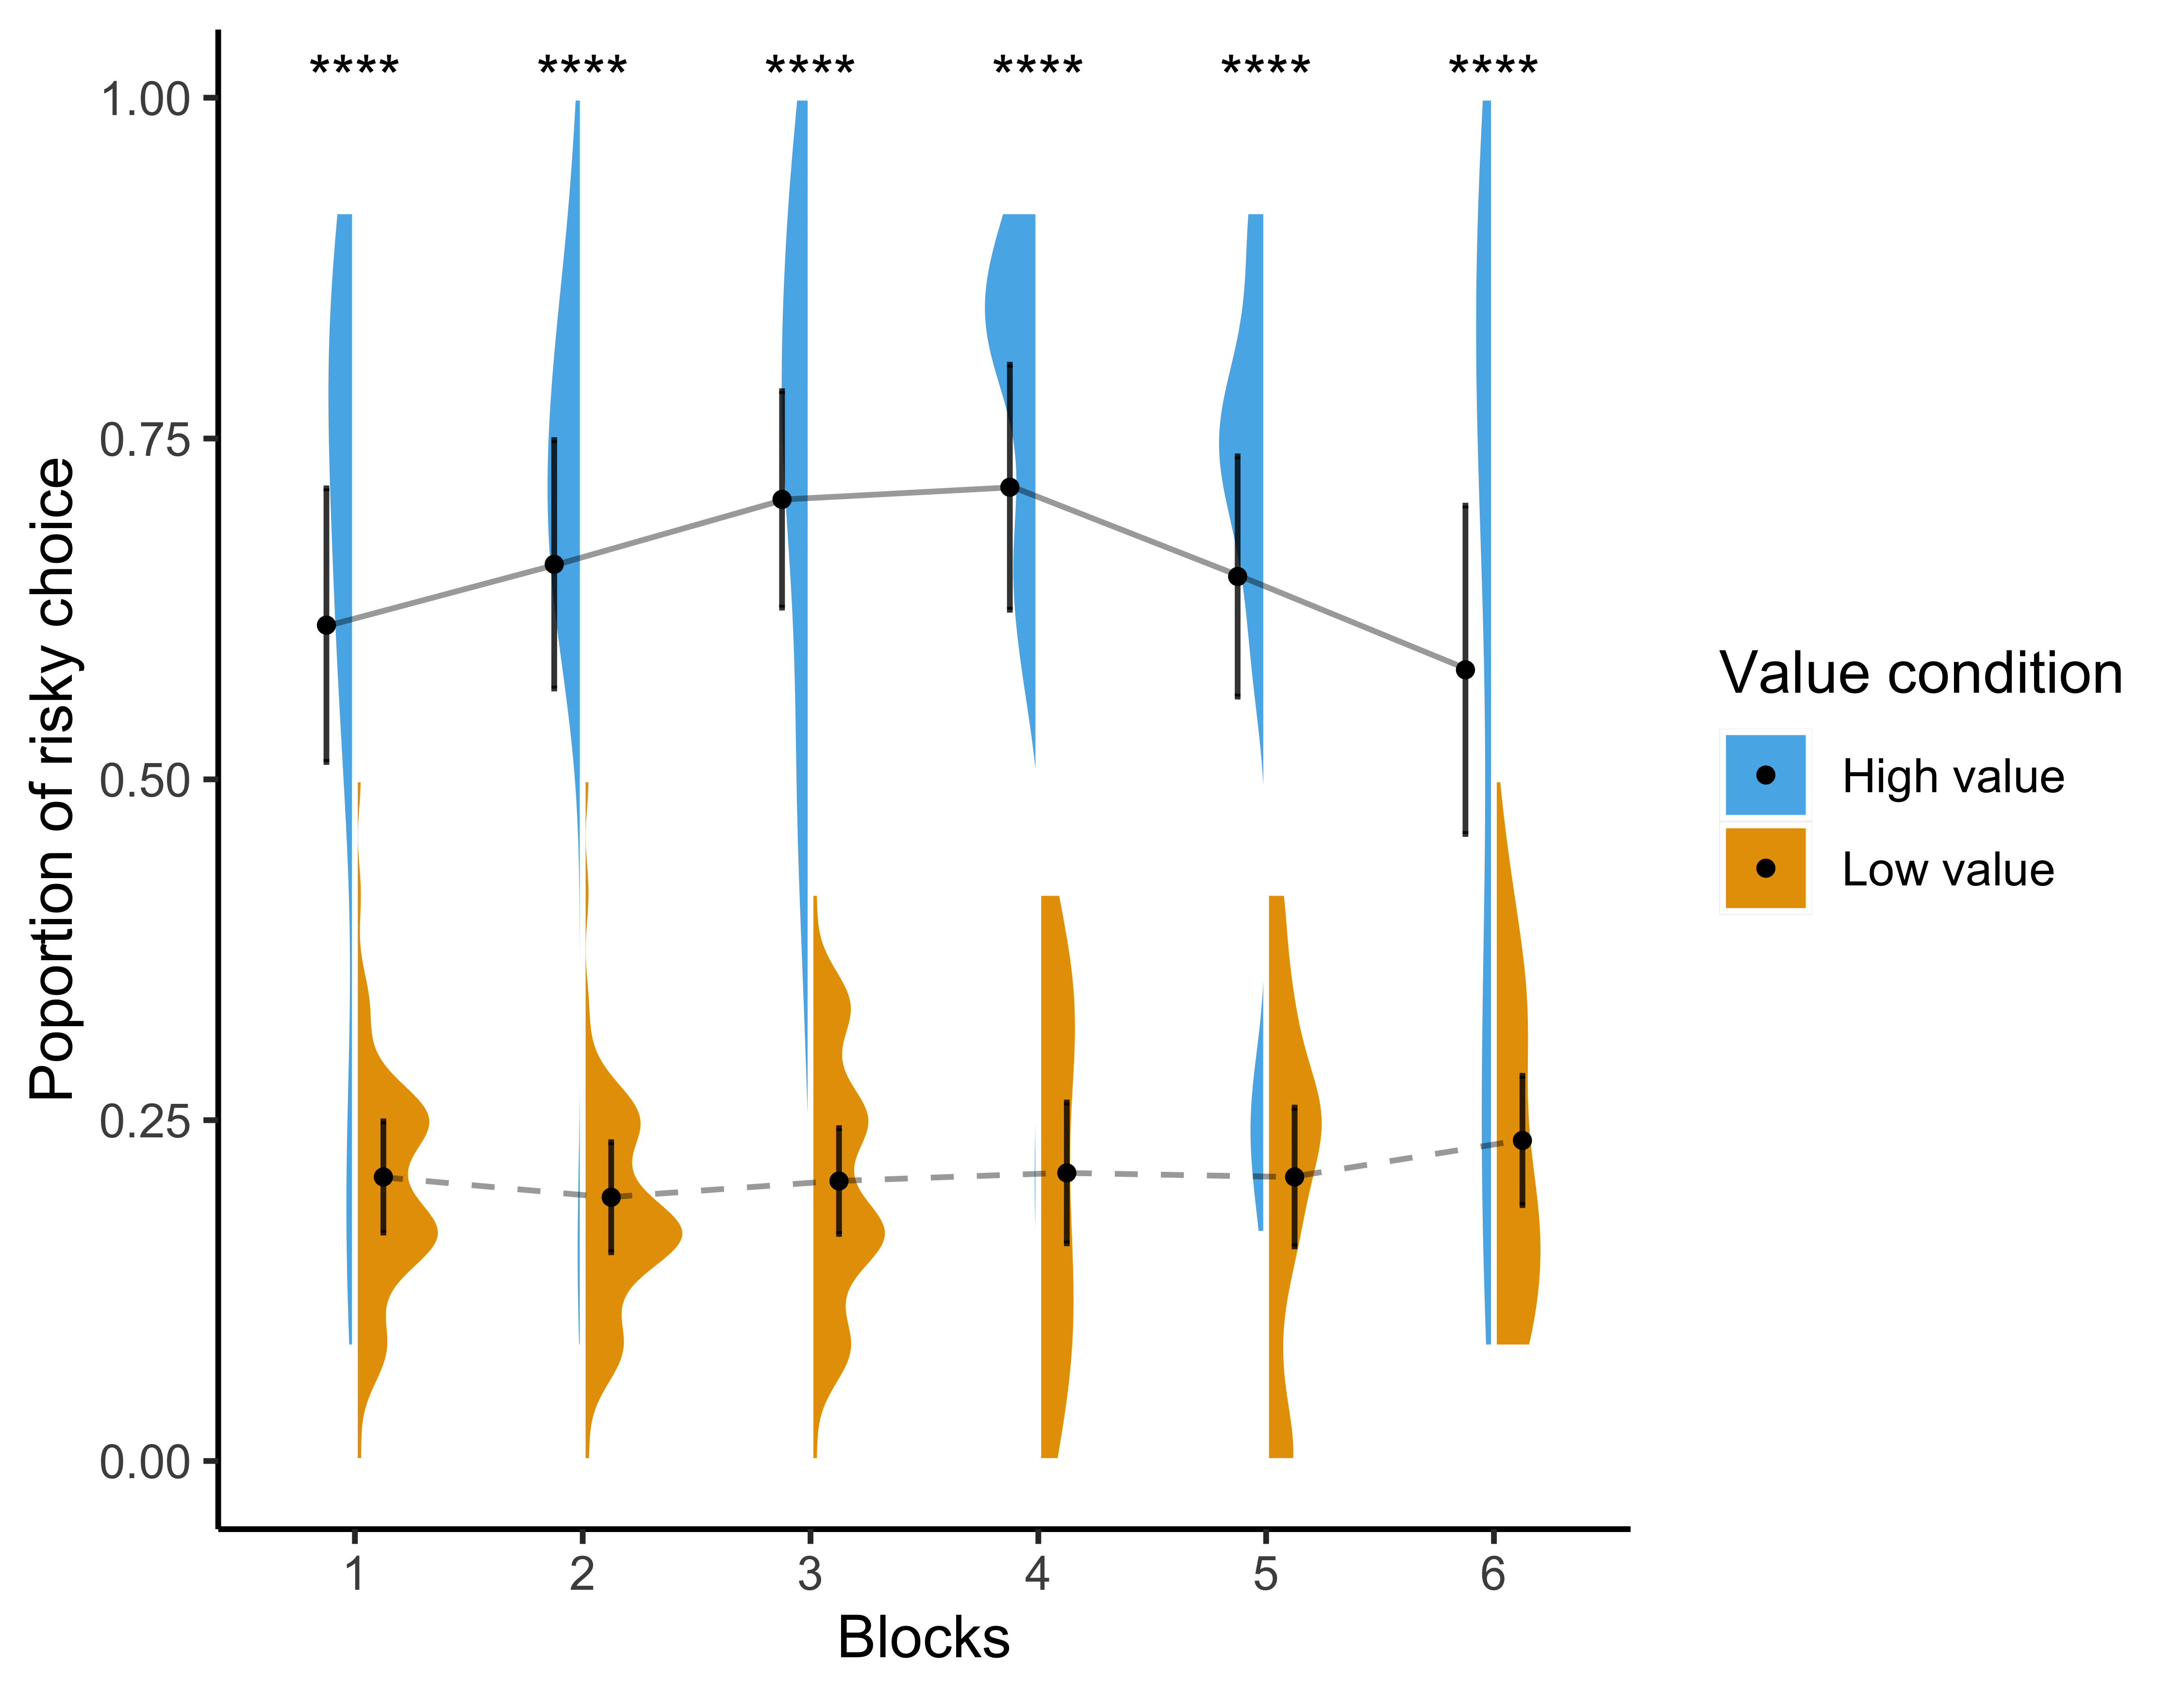 **** **** **** **** **** ****
1.00
0.75
0.50
0.25
0.00
Poportion of risky choice
1 2 3 4 5 6
Blocks
Value condition
High value
Low value